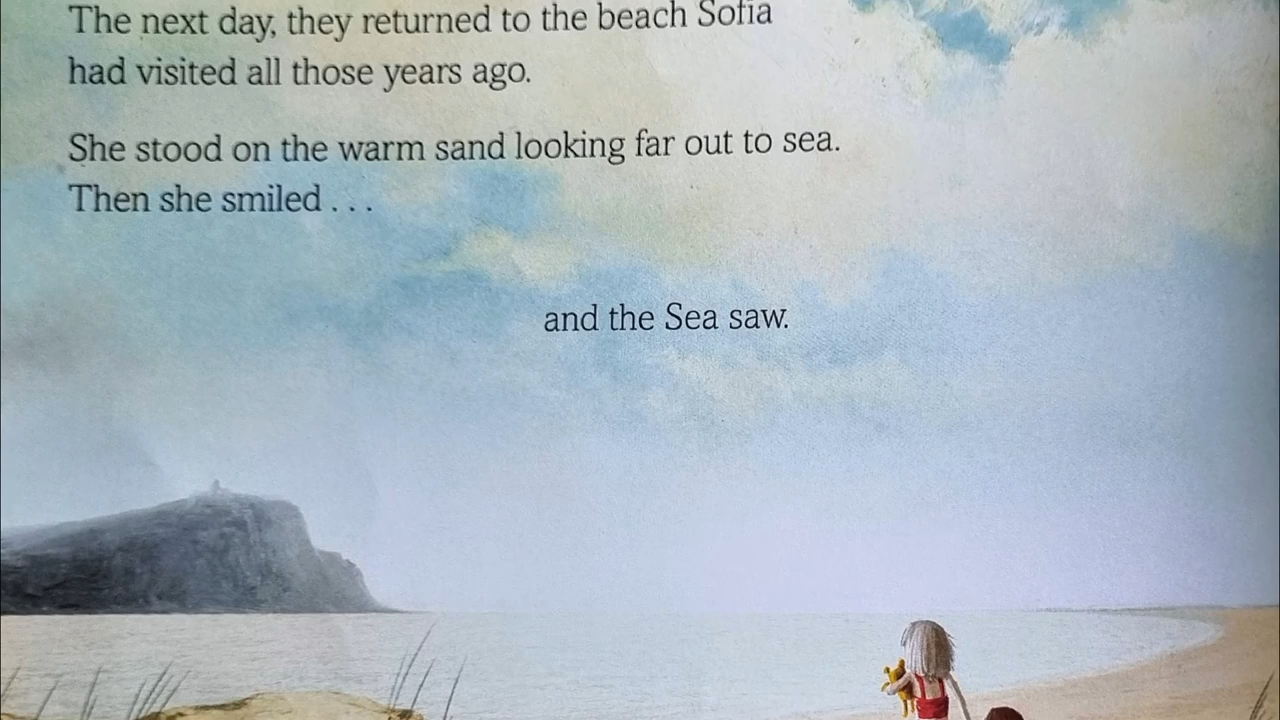 The next day, they returned to the beach Sofia
had visited all those years ago.
She stood on the warm sand looking far out to sea.
Then she smiled . . .
and the Sea saw.